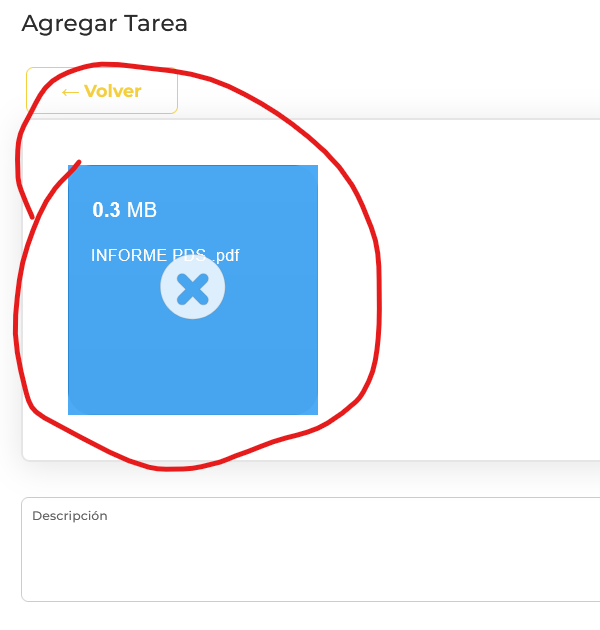 Agregar Tarea
← Volver
0.3 MB
INFORME PDS_.pdf
Descripción